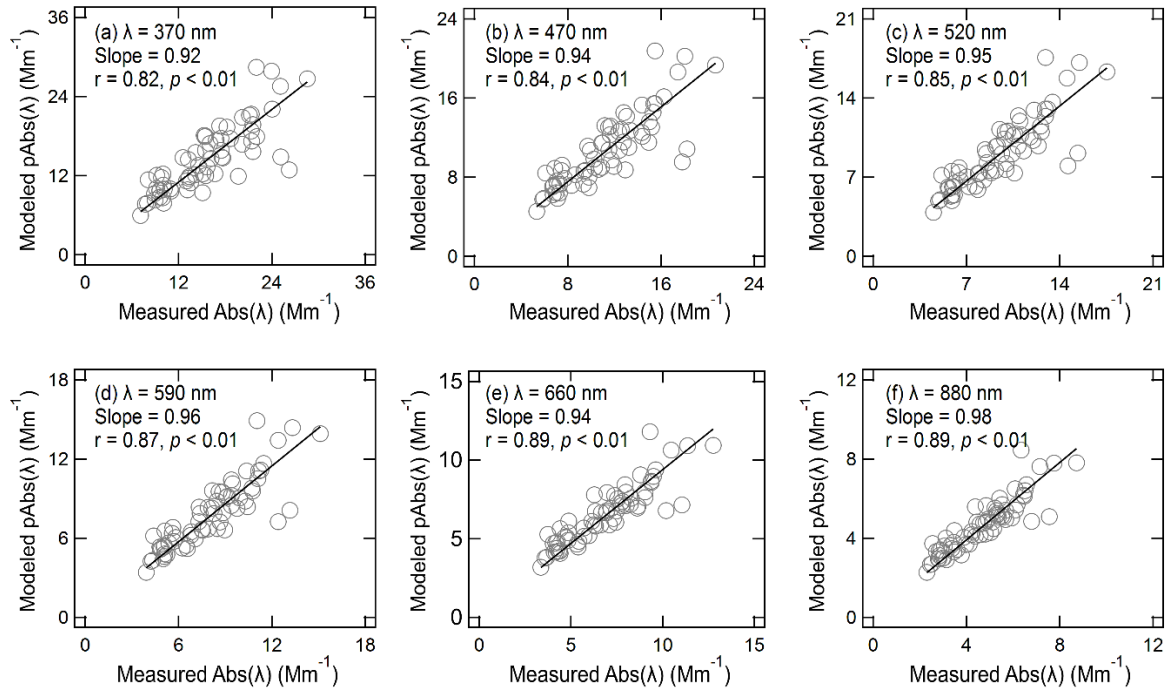 36
24
12
0
Modeled pAbs(λ) (Mm⁻¹)
(a) λ = 370 nm
Slope = 0.92
r = 0.82, p < 0.01
0 12 24 36
Measured Abs(λ) (Mm⁻¹)
24
16
8
0
Modeled pAbs(λ) (Mm⁻¹)
(b) λ = 470 nm
Slope = 0.94
r = 0.84, p < 0.01
0 8 16 24
Measured Abs(λ) (Mm⁻¹)
21
14
7
0
Modeled pAbs(λ) (Mm⁻¹)
(c) λ = 520 nm
Slope = 0.95
r = 0.85, p < 0.01
0 7 14 21
Measured Abs(λ) (Mm⁻¹)
18
12
6
0
Modeled pAbs(λ) (Mm⁻¹)
(d) λ = 590 nm
Slope = 0.96
r = 0.87, p < 0.01
0 6 12 18
Measured Abs(λ) (Mm⁻¹)
15
10
5
0
Modeled pAbs(λ) (Mm⁻¹)
(e) λ = 660 nm
Slope = 0.94
r = 0.89, p < 0.01
0 5 10 15
Measured Abs(λ) (Mm⁻¹)
12
8
4
0
Modeled pAbs(λ) (Mm⁻¹)
(f) λ = 880 nm
Slope = 0.98
r = 0.89, p < 0.01
0 4 8 12
Measured Abs(λ) (Mm⁻¹)